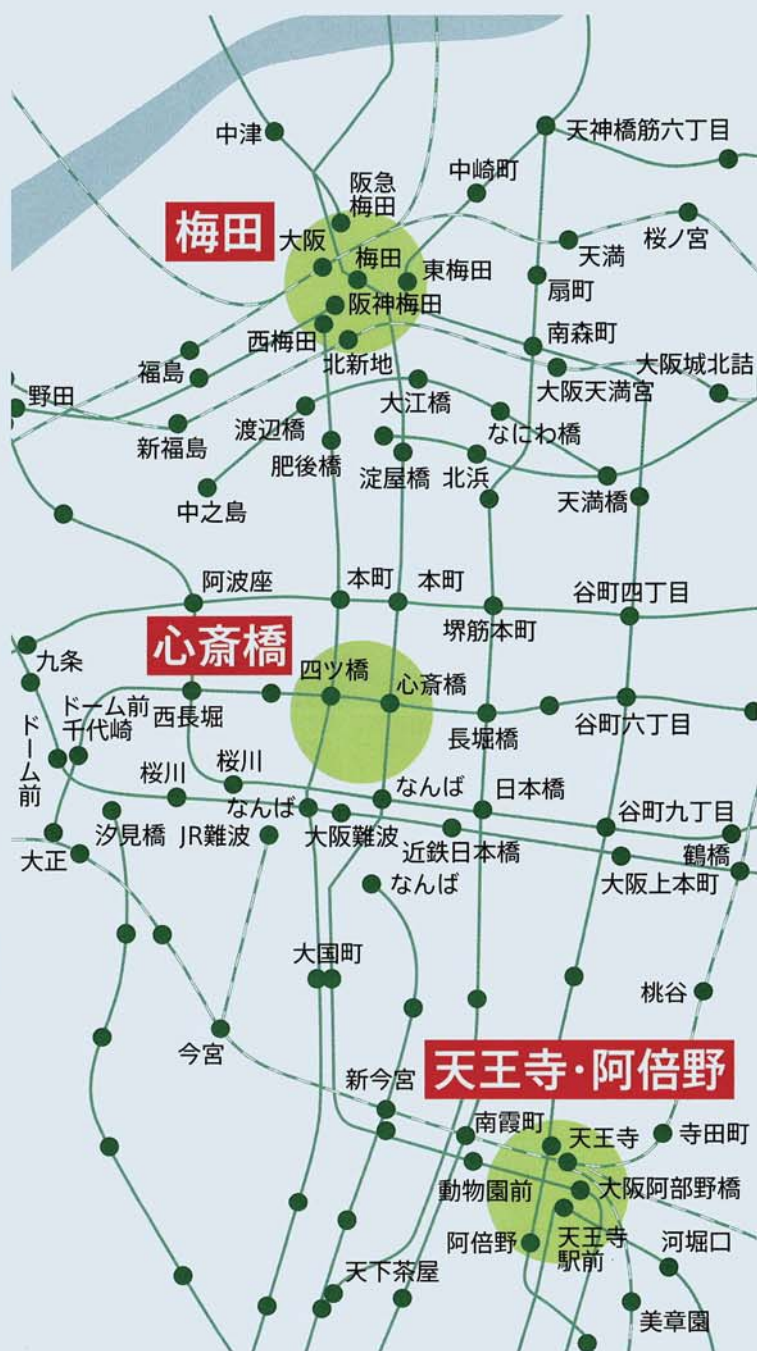 中津
天神橋筋六丁目
阪急
梅田
中崎町
梅田
大阪
梅田
東梅田
天満
桜ノ宮
扇町
阪神梅田
西梅田
北新地
南森町
福島
大阪天満宮
大阪城北詰
野田
新福島
渡辺橋
大江橋
なにわ橋
肥後橋
淀屋橋
北浜
中之島
天満橋
阿波座
本町
本町
堺筋本町
谷町四丁目
心斎橋
九条
四ツ橋
心斎橋
ドーム前
千代崎
西長堀
長堀橋
谷町六丁目
ドーム前
桜川
桜川
なんば
なんば
日本橋
谷町九丁目
汐見橋
JR難波
大阪難波
近鉄日本橋
鶴橋
大正
大阪上本町
なんば
大国町
桃谷
今宮
天王寺・阿倍野
新今宮
南霞町
天王寺
寺田町
動物園前
大阪阿部野橋
阿倍野
天王寺
駅前
河堀口
天下茶屋
美章園